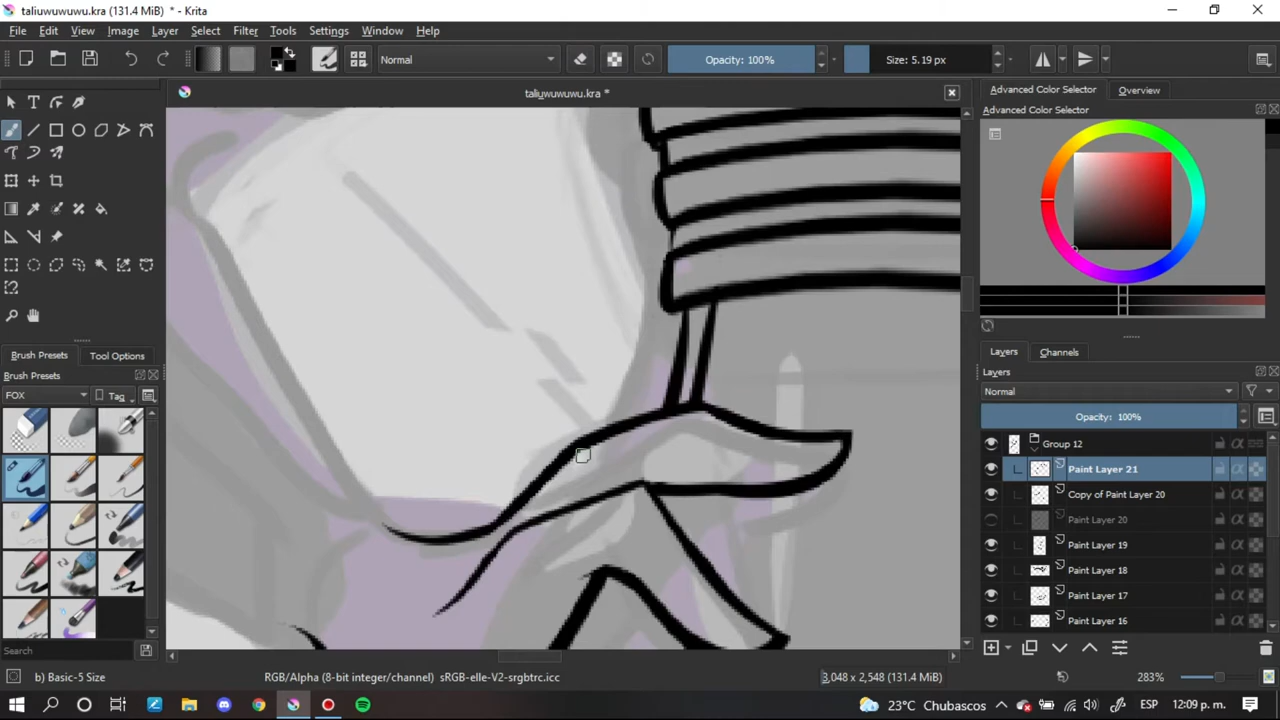 taliuwuwuwu.kra (131.4 MiB) * - Krita
File Edit View Image Layer Select Filter Tools Settings Window Help
Normal
Opacity: 100%
Size: 5.19 px
taliuwuwuwu.kra *
Advanced Color Selector
Overview
Advanced Color Selector
Brush Presets
Tool Options
Brush Presets
FOX
Tag
Layers
Channels
Layers
Normal
Opacity: 100%
Group 12
Paint Layer 21
Copy of Paint Layer 20
Paint Layer 20
Paint Layer 19
Paint Layer 18
Paint Layer 17
Paint Layer 16
Search
b) Basic-5 Size
RGB/Alpha (8-bit integer/channel) sRGB-elle-V2-srgbtrc.icc
3,048 x 2,548 (131.4 MiB)
283%
23°C Chubascos
ESP
12:09 p. m.